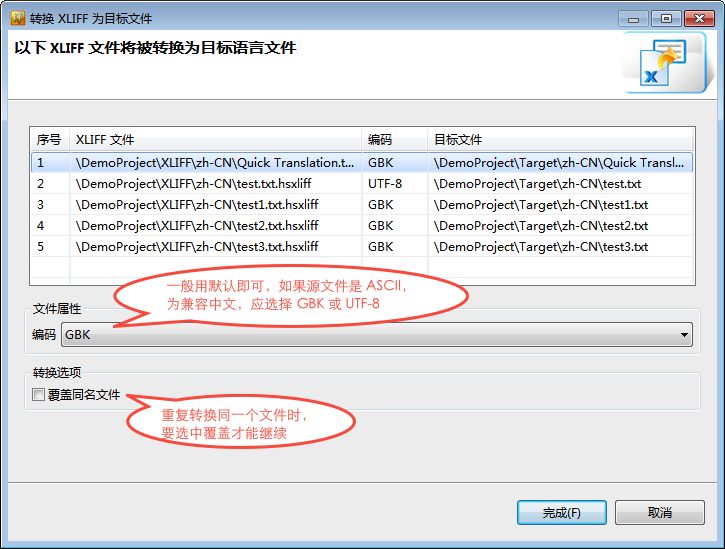 转换 XLIFF 为目标文件
以下 XLIFF 文件将被转换为目标语言文件
序号 XLIFF 文件 编码 目标文件
1 \DemoProject\XLIFF\zh-CN\Quick Translation.t... GBK \DemoProject\Target\zh-CN\Quick Transl...
2 \DemoProject\XLIFF\zh-CN\test.txt.hsxliff UTF-8 \DemoProject\Target\zh-CN\test.txt
3 \DemoProject\XLIFF\zh-CN\test1.txt.hsxliff GBK \DemoProject\Target\zh-CN\test1.txt
4 \DemoProject\XLIFF\zh-CN\test2.txt.hsxliff GBK \DemoProject\Target\zh-CN\test2.txt
5 \DemoProject\XLIFF\zh-CN\test3.txt.hsxliff GBK \DemoProject\Target\zh-CN\test3.txt
一般用默认即可，如果源文件是 ASCII，
为兼容中文，应选择 GBK 或 UTF-8
文件属性
编码 GBK
转换选项
覆盖同名文件
重复转换同一个文件时，
要选中覆盖才能继续
完成(F) 取消